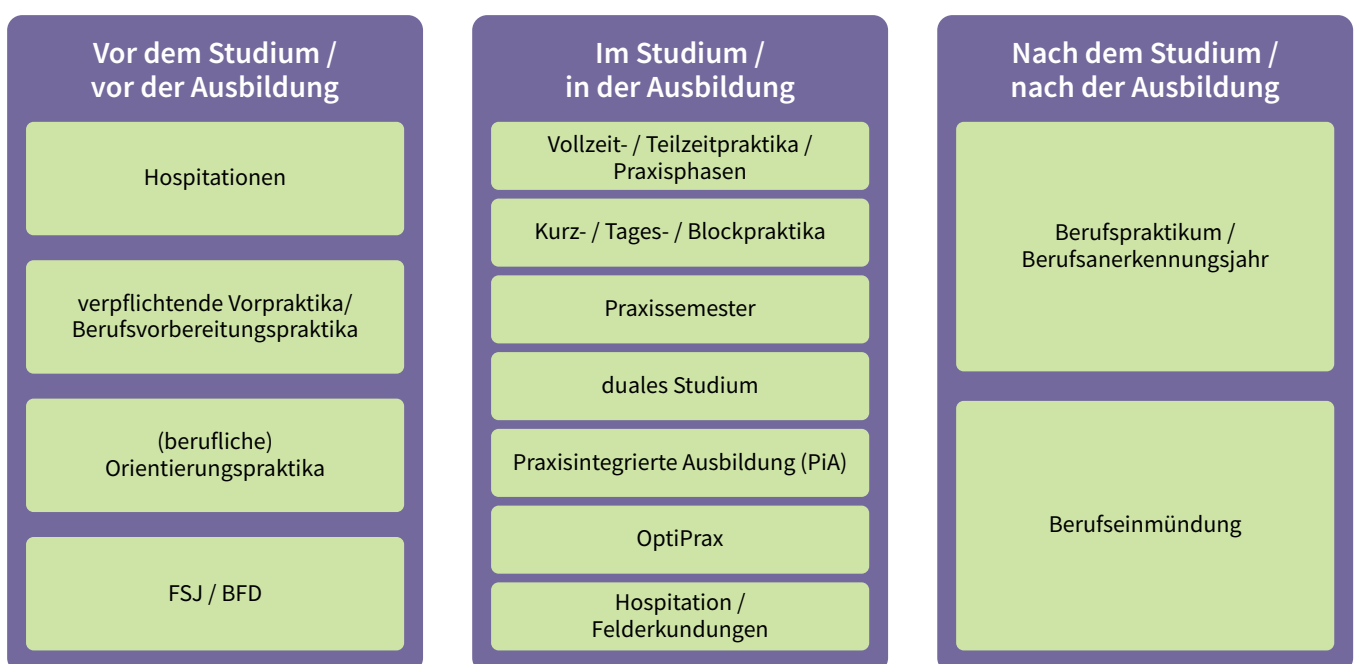 Vor dem Studium /
vor der Ausbildung
Hospitationen
verpflichtende Vorpraktika/
Berufsvorbereitungspraktika
(berufliche)
Orientierungspraktika
FSJ / BFD
Im Studium /
in der Ausbildung
Vollzeit- / Teilzeitpraktika /
Praxisphasen
Kurz- / Tages- / Blockpraktika
Praxissemester
duales Studium
Praxisintegrierte Ausbildung (PiA)
OptiPrax
Hospitation /
Felderkundungen
Nach dem Studium /
nach der Ausbildung
Berufspraktikum /
Berufsanerkennungsjahr
Berufseinmündung